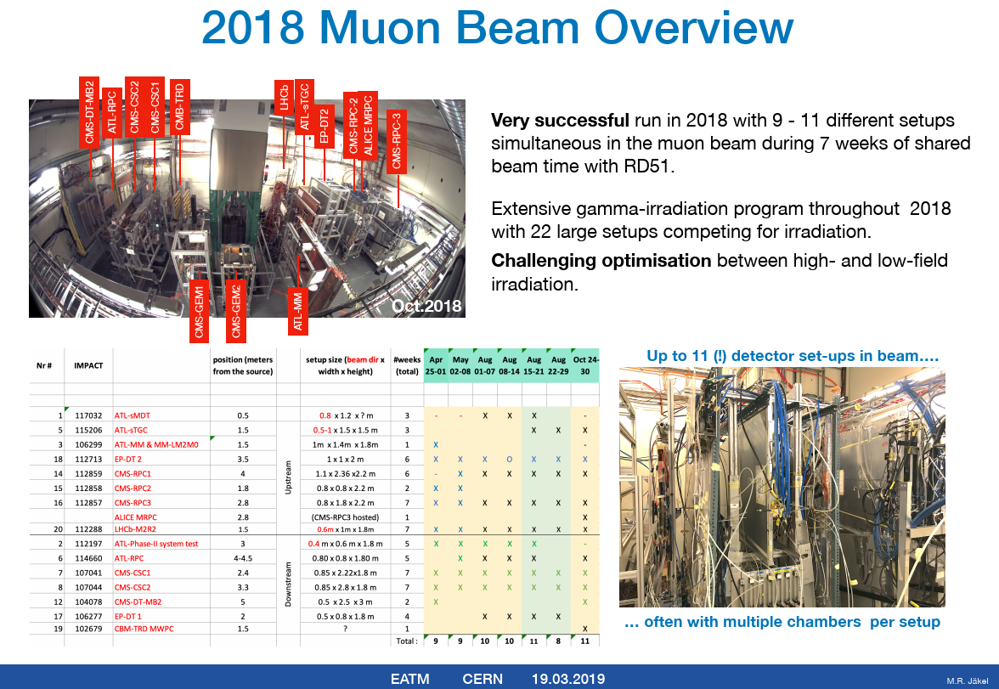 2018 Muon Beam Overview
CMS-DT-MB2
ATL-RPC
CMS-CSC2
CMS-CSC1
CMB-TRD
LHCb
ATL-sTGC
EP-DT2
CMS-RPC-2
ALICE MRPC
CMS-RPC-3
CMS-GEM1
CMS-GEM2
ATL-MM
Oct.2018
Very successful run in 2018 with 9 - 11 different setups
simultaneous in the muon beam during 7 weeks of shared
beam time with RD51.
Extensive gamma-irradiation program throughout 2018
with 22 large setups competing for irradiation.
Challenging optimisation between high- and low-field
irradiation.
Nr # IMPACT position (meters from the source) setup size (beam dir x width x height) #weeks (total) Apr 25-01 May 02-08 Aug 01-07 Aug 08-14 Aug 15-21 Aug 22-29 Oct 24-30
Upstream
1 117032 ATL-sMDT 0.5 0.8 x 1.2 x ? m 3 - - X X X -
5 115206 ATL-sTGC 1.5 0.5-1 x 1.5 x 1.5 m 3 X X X
3 106299 ATL-MM & MM-LM2M0 1.5 1m x 1.4m x 1.8m 1 X -
18 112713 EP-DT 2 3.5 1 x 1 x 2 m 6 X X X O X X X
14 112859 CMS-RPC1 4 1.1 x 2.36 x2.2 m 6 - X X X X X X
15 112858 CMS-RPC2 1.8 0.8 x 0.8 x 2.2 m 2 X X
16 112857 CMS-RPC3 2.8 0.8 x 1.8 x 2.2 m 7 X X X X X X X
ALICE MRPC 2.8 (CMS-RPC3 hosted) 1 X
20 112288 LHCb-M2R2 1.5 0.6m x 1m x 1.8m 7 X X X X X X X
Downstream
2 112197 ATL-Phase-II system test 3 0.4 m x 0.6 m x 1.8 m 5 X X X X X -
6 114660 ATL-RPC 4-4.5 0.80 x 0.8 x 1.80 m 5 X X X X X
7 107041 CMS-CSC1 2.4 0.85 x 2.22x1.8 m 7 X X X X X X X
8 107044 CMS-CSC2 3.3 0.85 x 2.8 x 1.8 m 7 X X X X X X X
12 104078 CMS-DT-MB2 5 0.5 x 2.5 x 3 m 2 X X
17 106277 EP-DT 1 2 0.5 x 0.8 x 1.8 m 4 X X X X
19 102679 CBM-TRD MWPC 1.5 ? 1 X
Total : 9 9 10 10 11 8 11
Up to 11 (!) detector set-ups in beam....
... often with multiple chambers per setup
EATM CERN 19.03.2019
M.R. Jäkel